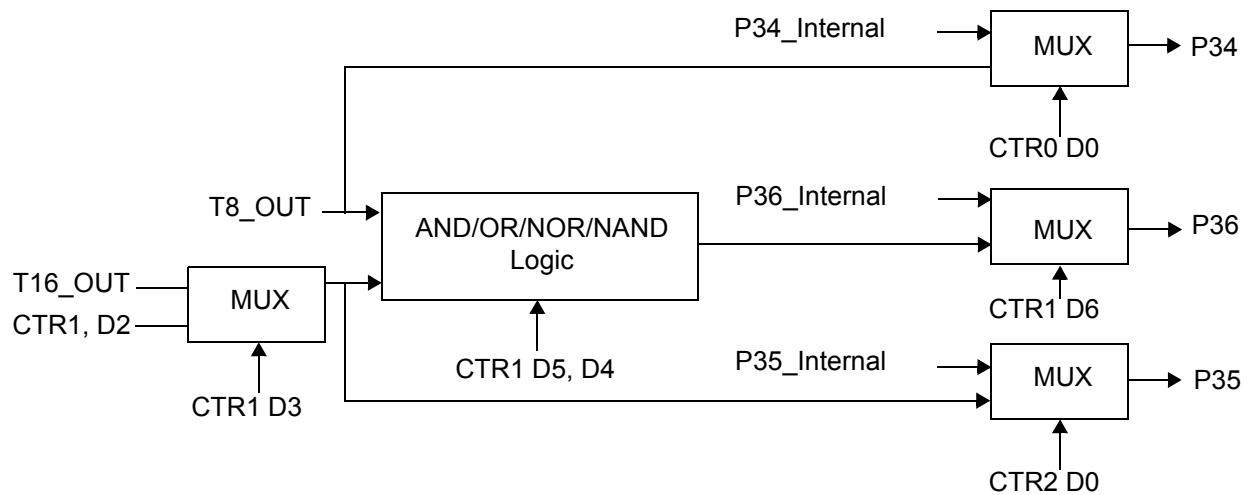 P34_Internal
MUX
P34
CTR0 D0
T8_OUT
AND/OR/NOR/NAND
Logic
P36_Internal
MUX
P36
CTR1 D6
T16_OUT
CTR1, D2
MUX
CTR1 D3
CTR1 D5, D4
P35_Internal
MUX
P35
CTR2 D0